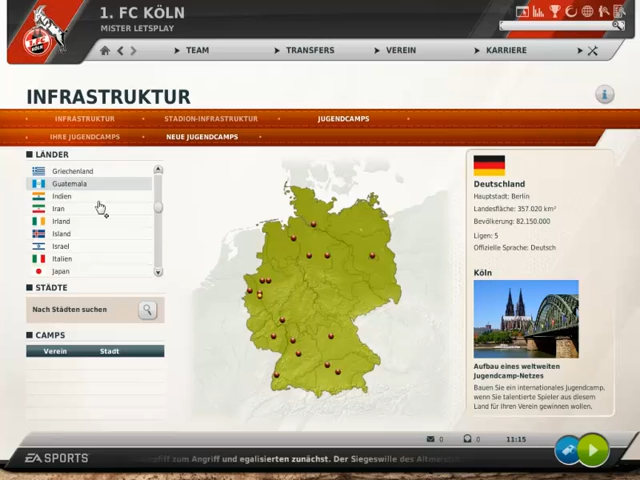 1. FC KÖLN
MISTER LETSPLAY
TEAM
TRANSFERS
VEREIN
KARRIERE
INFRASTRUKTUR
INFRASTRUKTUR
STADION-INFRASTRUKTUR
JUGENDCAMPS
IHRE JUGENDCAMPS
NEUE JUGENDCAMPS
LÄNDER
Griechenland
Guatemala
Indien
Iran
Irland
Island
Israel
Italien
Japan
STÄDTE
Nach Städten suchen
CAMPS
Verein Stadt
Deutschland
Hauptstadt: Berlin
Landesfläche: 357.020 km²
Bevölkerung: 82.150.000
Ligen: 5
Offizielle Sprache: Deutsch
Köln
Aufbau eines weltweiten
Jugendcamp-Netzes
Bauen Sie ein internationales Jugendcamp,
wenn Sie talentierte Spieler aus diesem
Land für Ihren Verein gewinnen wollen.
0 0 11:15
EA SPORTS
zum Angriff und egalisierten zunächst. Der Siegeswille des